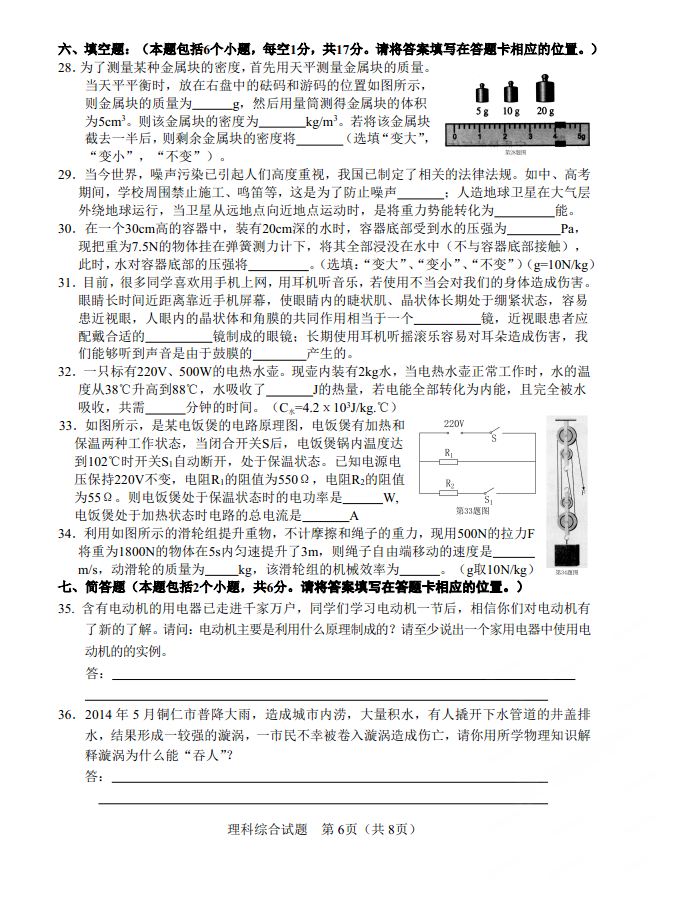 六、填空题：（本题包括6个小题，每空1分，共17分。请将答案填写在答题卡相应的位置。）
28．为了测量某种金属块的密度，首先用天平测量金属块的质量。
当天平平衡时，放在右盘中的砝码和游码的位置如图所示，
则金属块的质量为______g，然后用量筒测得金属块的体积
为5cm³。则该金属块的密度为_______kg/m³。若将该金属块
截去一半后，则剩余金属块的密度将_______（选填“变大”，
“变小”，“不变”）。
5 g 10 g 20 g
0 1 2 3 4 5g
第28题图
29．当今世界，噪声污染已引起人们高度重视，我国已制定了相关的法律法规。如中、高考
期间，学校周围禁止施工、鸣笛等，这是为了防止噪声_______；人造地球卫星在大气层
外绕地球运行，当卫星从远地点向近地点运动时，是将重力势能转化为_________能。
30．在一个30cm高的容器中，装有20cm深的水时，容器底部受到水的压强为________Pa，
现把重为7.5N的物体挂在弹簧测力计下，将其全部浸没在水中（不与容器底部接触），
此时，水对容器底部的压强将_________。（选填：“变大”、“变小”、“不变”）（g=10N/kg）
31．目前，很多同学喜欢用手机上网，用耳机听音乐，若使用不当会对我们的身体造成伤害。
眼睛长时间近距离靠近手机屏幕，使眼睛内的睫状肌、晶状体长期处于绷紧状态，容易
患近视眼，人眼内的晶状体和角膜的共同作用相当于一个__________镜，近视眼患者应
配戴合适的__________镜制成的眼镜；长期使用耳机听摇滚乐容易对耳朵造成伤害，我
们能够听到声音是由于鼓膜的________产生的。
32．一只标有220V、500W的电热水壶。现壶内装有2kg水，当电热水壶正常工作时，水的温
度从38℃升高到88℃，水吸收了_______J的热量，若电能全部转化为内能，且完全被水
吸收，共需______分钟的时间。（C水=4.2 x 10³J/kg.℃）
33．如图所示，是某电饭煲的电路原理图，电饭煲有加热和
保温两种工作状态，当闭合开关S后，电饭煲锅内温度达
到102℃时开关S₁自动断开，处于保温状态。已知电源电
压保持220V不变，电阻R₁的阻值为550Ω，电阻R₂的阻值
为55Ω。则电饭煲处于保温状态时的电功率是______W,
电饭煲处于加热状态时电路的总电流是_______A
220V
S
R₁
R₂
S₁
第33题图
F
34．利用如图所示的滑轮组提升重物，不计摩擦和绳子的重力，现用500N的拉力F
将重为1800N的物体在5s内匀速提升了3m，则绳子自由端移动的速度是______
m/s，动滑轮的质量为_____kg，该滑轮组的机械效率为______。（g取10N/kg）
第34题图
七、简答题（本题包括2个小题，共6分。请将答案填写在答题卡相应的位置。）
35. 含有电动机的用电器已走进千家万户，同学们学习电动机一节后，相信你们对电动机有
了新的了解。请问：电动机主要是利用什么原理制成的？请至少说出一个家用电器中使用电
动机的的实例。
答：
36．2014 年 5 月铜仁市普降大雨，造成城市内涝，大量积水，有人撬开下水管道的井盖排
水，结果形成一较强的漩涡，一市民不幸被卷入漩涡造成伤亡，请你用所学物理知识解
释漩涡为什么能“吞人”？
答：
理科综合试题 第 6页（共 8页）